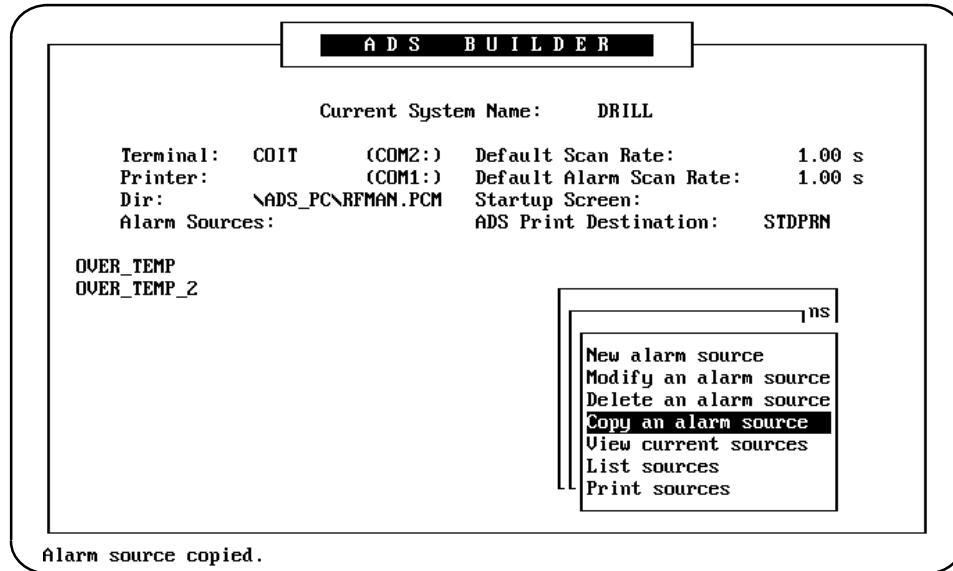 ADS BUILDER
Current System Name: DRILL
Terminal: COIT (COM2:) Default Scan Rate: 1.00 s
Printer: (COM1:) Default Alarm Scan Rate: 1.00 s
Dir: \ADS_PC\RFMAN.PCM Startup Screen:
Alarm Sources: ADS Print Destination: STDPRN
OVER_TEMP
OVER_TEMP_2
ns
New alarm source
Modify an alarm source
Delete an alarm source
Copy an alarm source
View current sources
List sources
Print sources
Alarm source copied.